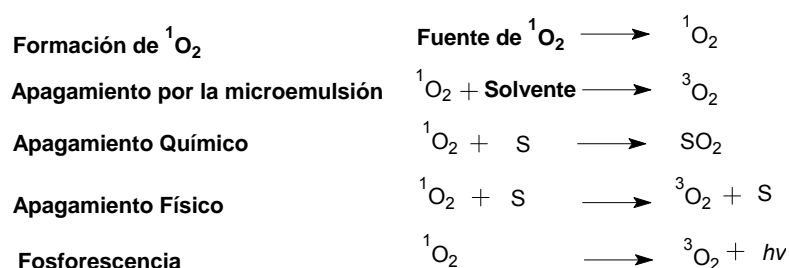 Formación de ¹O₂ Fuente de ¹O₂ ⟶ ¹O₂
Apagamiento por la microemulsión ¹O₂ + Solvente ⟶ ³O₂
Apagamiento Químico ¹O₂ + S ⟶ SO₂
Apagamiento Físico ¹O₂ + S ⟶ ³O₂ + S
Fosforescencia ¹O₂ ⟶ ³O₂ + hν